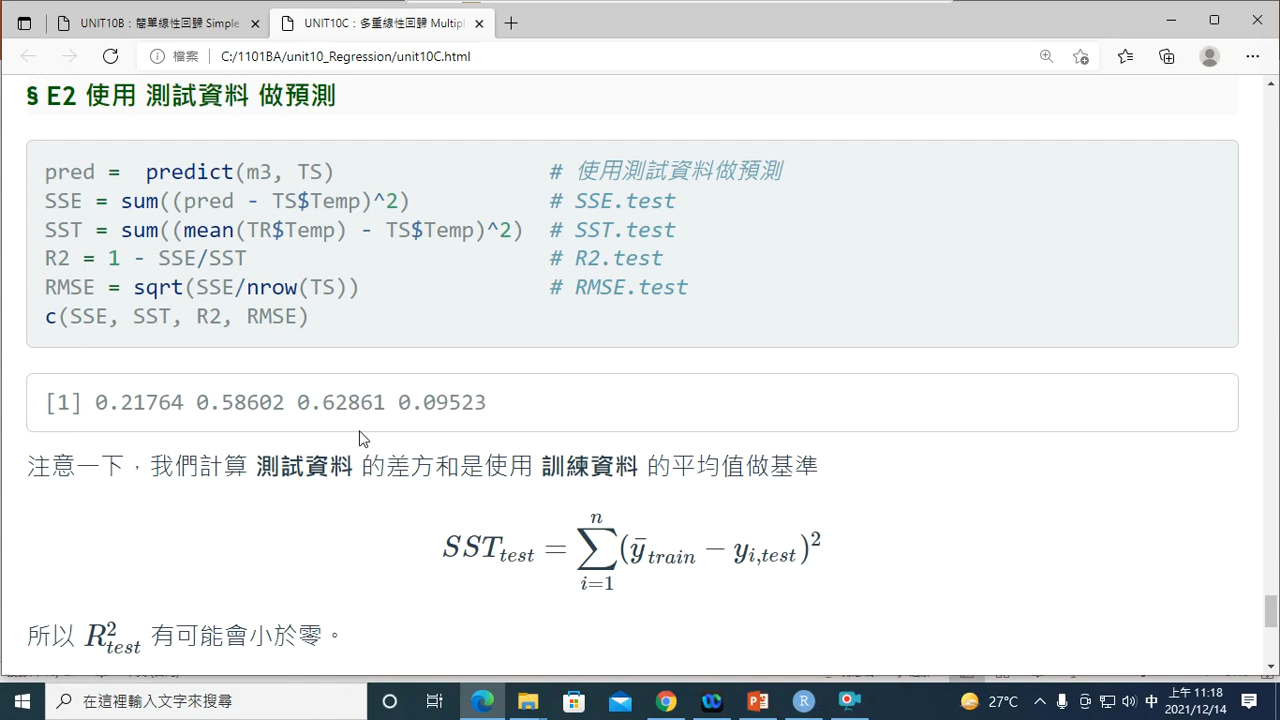 UNIT10B：簡單線性回歸 Simple
UNIT10C：多重線性回歸 Multipl
檔案
C:/1101BA/unit10_Regression/unit10C.html
§ E2 使用 測試資料 做預測
pred =  predict(m3, TS) # 使用測試資料做預測
SSE = sum((pred - TS$Temp)^2) # SSE.test
SST = sum((mean(TR$Temp) - TS$Temp)^2) # SST.test
R2 = 1 - SSE/SST # R2.test
RMSE = sqrt(SSE/nrow(TS)) # RMSE.test
c(SSE, SST, R2, RMSE)
[1] 0.21764 0.58602 0.62861 0.09523
注意一下，我們計算 測試資料 的差方和是使用 訓練資料 的平均值做基準
SST_{test} = \sum_{i=1}^{n} (\bar{y}_{train} − y_{i,test})^2
所以 R^2_{test} 有可能會小於零。
在這裡輸入文字來搜尋
27°C
中
上午 11:18
2021/12/14